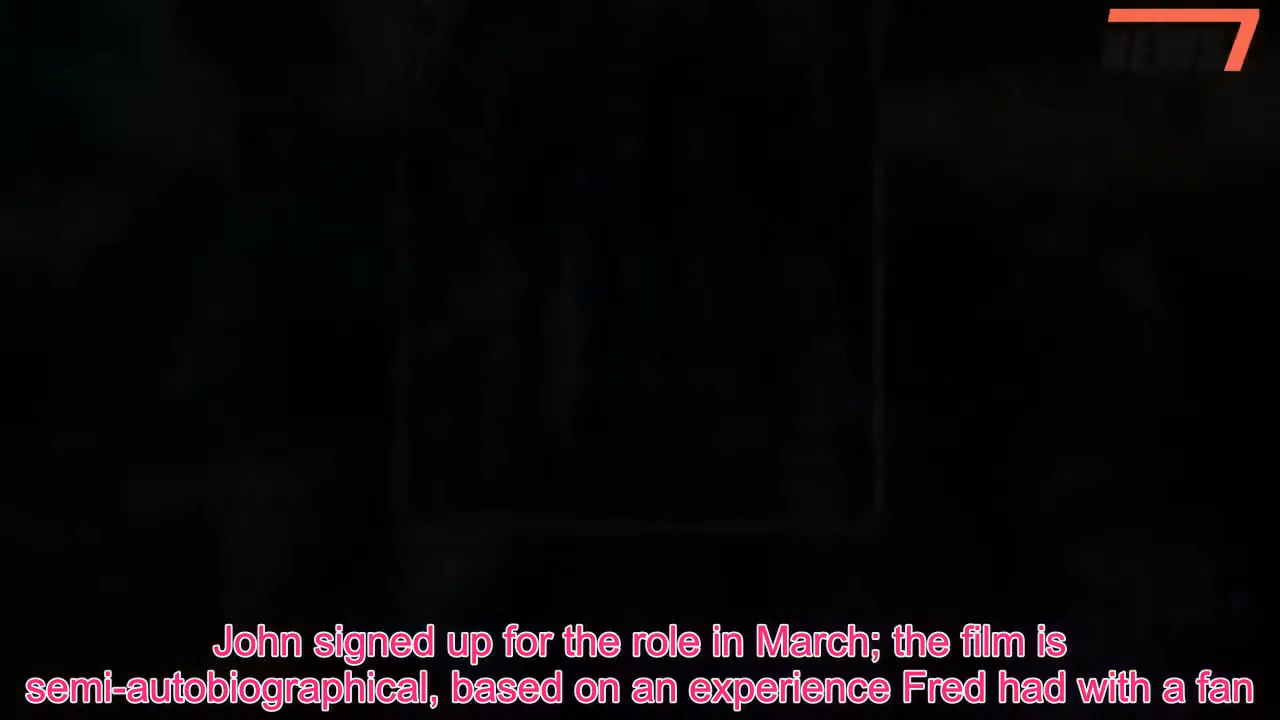 NEWS
John signed up for the role in March; the film is
semi-autobiographical, based on an experience Fred had with a fan